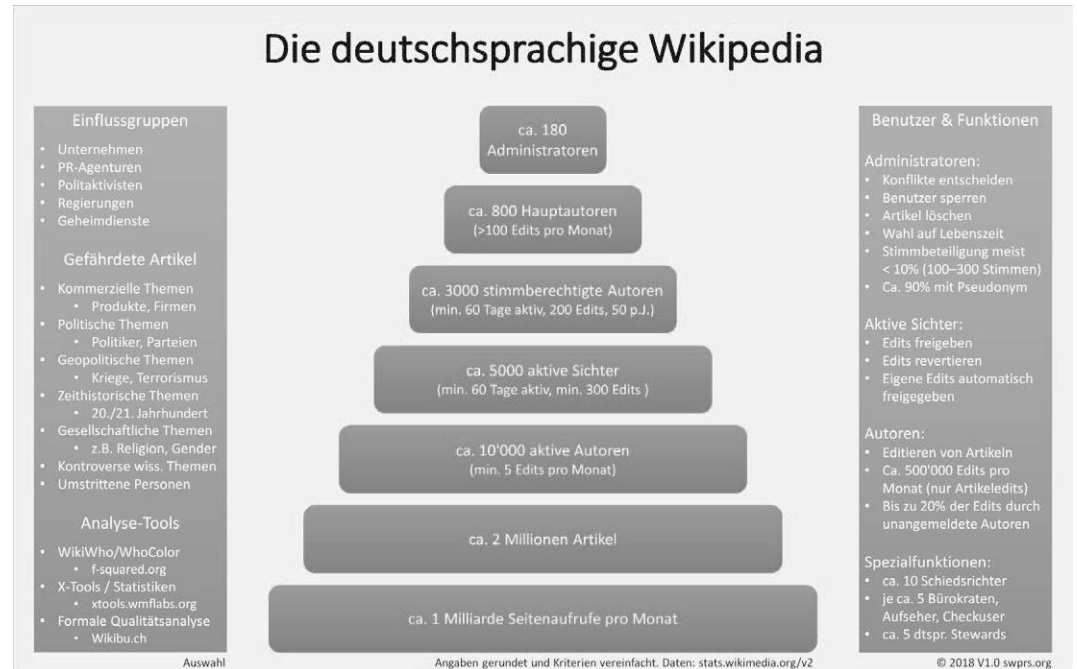 Die deutschsprachige Wikipedia
Einflussgruppen
• Unternehmen
• PR-Agenturen
• Politaktivisten
• Regierungen
• Geheimdienste
Gefährdete Artikel
• Kommerzielle Themen
• Produkte, Firmen
• Politische Themen
• Politiker, Parteien
• Geopolitische Themen
• Kriege, Terrorismus
• Zeithistorische Themen
• 20./21. Jahrhundert
• Gesellschaftliche Themen
• z.B. Religion, Gender
• Kontroverse wiss. Themen
• Umstrittene Personen
Analyse-Tools
• WikiWho/WhoColor
• f-squared.org
• X-Tools / Statistiken
• xtools.wmflabs.org
• Formale Qualitätsanalyse
• Wikibu.ch
Auswahl
ca. 180
Administratoren
ca. 800 Hauptautoren
(>100 Edits pro Monat)
ca. 3000 stimmberechtigte Autoren
(min. 60 Tage aktiv, 200 Edits, 50 p.J.)
ca. 5000 aktive Sichter
(min. 60 Tage aktiv, min. 300 Edits )
ca. 10'000 aktive Autoren
(min. 5 Edits pro Monat)
ca. 2 Millionen Artikel
ca. 1 Milliarde Seitenaufrufe pro Monat
Angaben gerundet und Kriterien vereinfacht. Daten: stats.wikimedia.org/v2
Benutzer & Funktionen
Administratoren:
• Konflikte entscheiden
• Benutzer sperren
• Artikel löschen
• Wahl auf Lebenszeit
• Stimmbeteiligung meist
< 10% (100–300 Stimmen)
• Ca. 90% mit Pseudonym
Aktive Sichter:
• Edits freigeben
• Edits revertieren
• Eigene Edits automatisch
freigegeben
Autoren:
• Editieren von Artikeln
• Ca. 500'000 Edits pro
Monat (nur Artikeledits)
• Bis zu 20% der Edits durch
unangemeldete Autoren
Spezialfunktionen:
• ca. 10 Schiedsrichter
• je ca. 5 Bürokraten,
Aufseher, Checkuser
• ca. 5 dtspr. Stewards
© 2018 V1.0 swprs.org